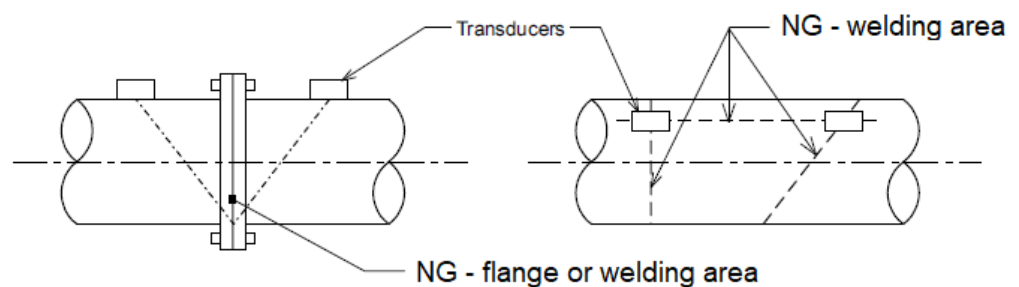 Transducers
NG - welding area
NG - flange or welding area